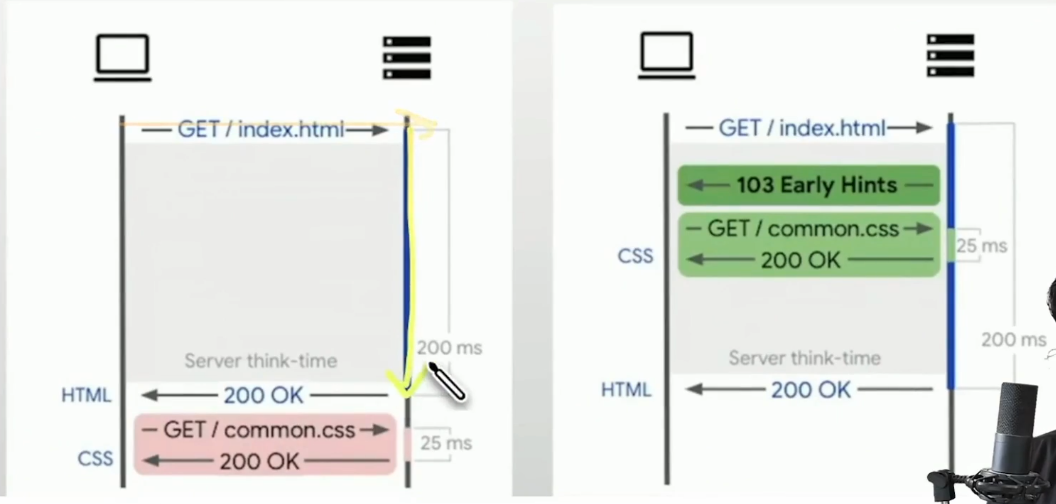 GET / index.html
200 ms
Server think-time
HTML
200 OK
GET / common.css
25 ms
CSS
200 OK
GET / index.html
103 Early Hints
GET / common.css
25 ms
CSS
200 OK
200 ms
Server think-time
HTML
200 OK